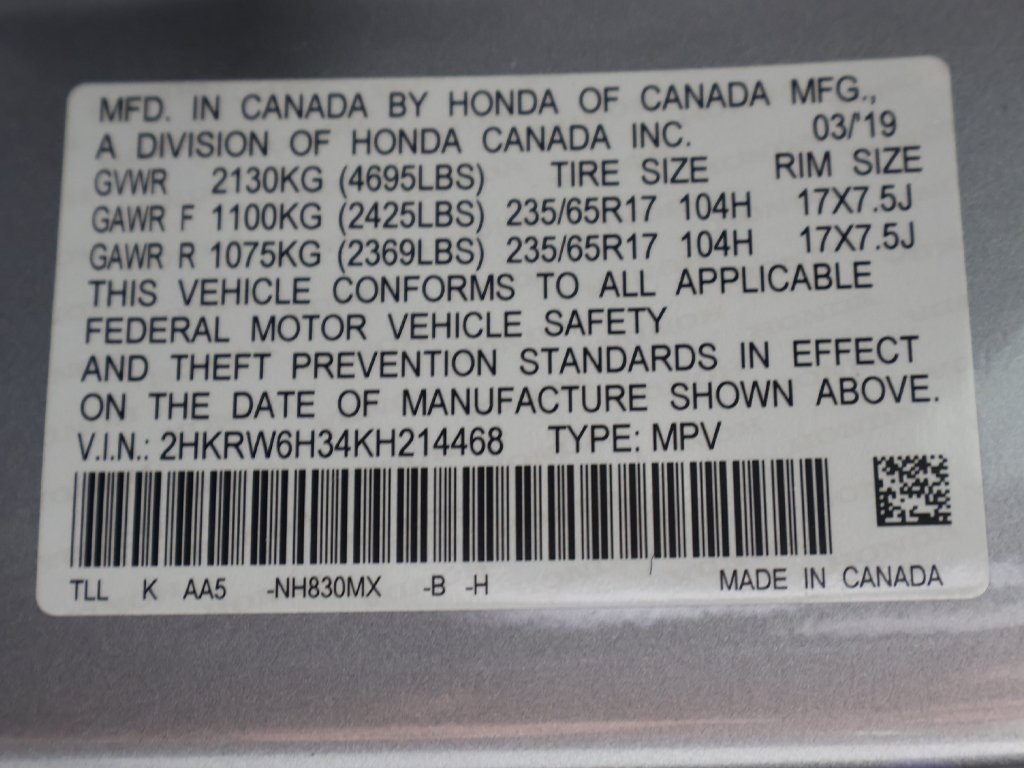 MFD. IN CANADA BY HONDA OF CANADA MFG.,
A DIVISION OF HONDA CANADA INC. 03/'19
GVWR 2130KG (4695LBS) TIRE SIZE RIM SIZE
GAWR F 1100KG (2425LBS) 235/65R17 104H 17X7.5J
GAWR R 1075KG (2369LBS) 235/65R17 104H 17X7.5J
THIS VEHICLE CONFORMS TO ALL APPLICABLE
FEDERAL MOTOR VEHICLE SAFETY
AND THEFT PREVENTION STANDARDS IN EFFECT
ON THE DATE OF MANUFACTURE SHOWN ABOVE.
V.I.N.: 2HKRW6H34KH214468 TYPE: MPV
TLL K AA5 -NH830MX -B -H MADE IN CANADA